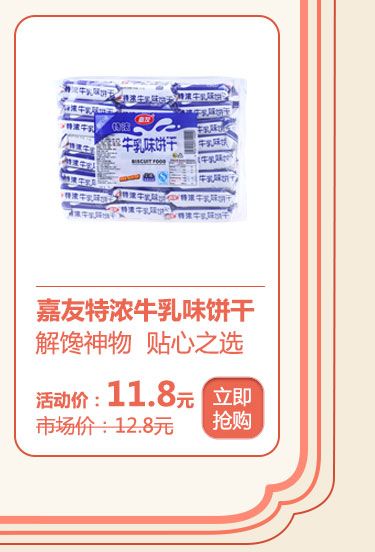 嘉友
特浓
牛乳味饼干
BISCUIT FOOD
嘉友特浓牛乳味饼干
解馋神物 贴心之选
活动价：11.8元
市场价：12.8元
立即
抢购